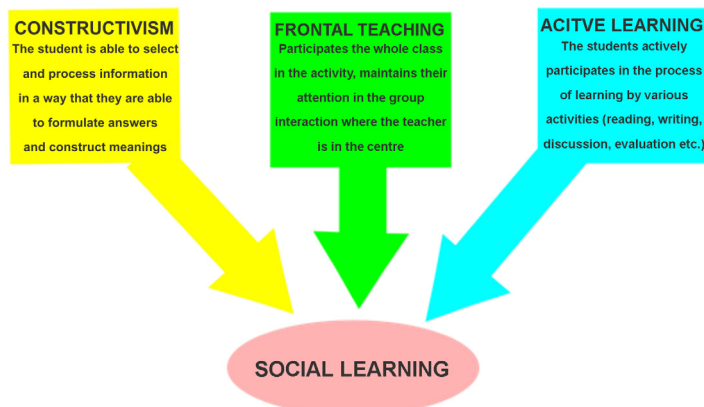 CONSTRUCTIVISM
The student is able to select
and process information
in a way that they are able
to formulate answers
and construct meanings
FRONTAL TEACHING
Participates the whole class
in the activity, maintains their
attention in the group
interaction where the teacher
is in the centre
ACITVE LEARNING
The students actively
participates in the process
of learning by various
activities (reading, writing,
discussion, evaluation etc.)
SOCIAL LEARNING